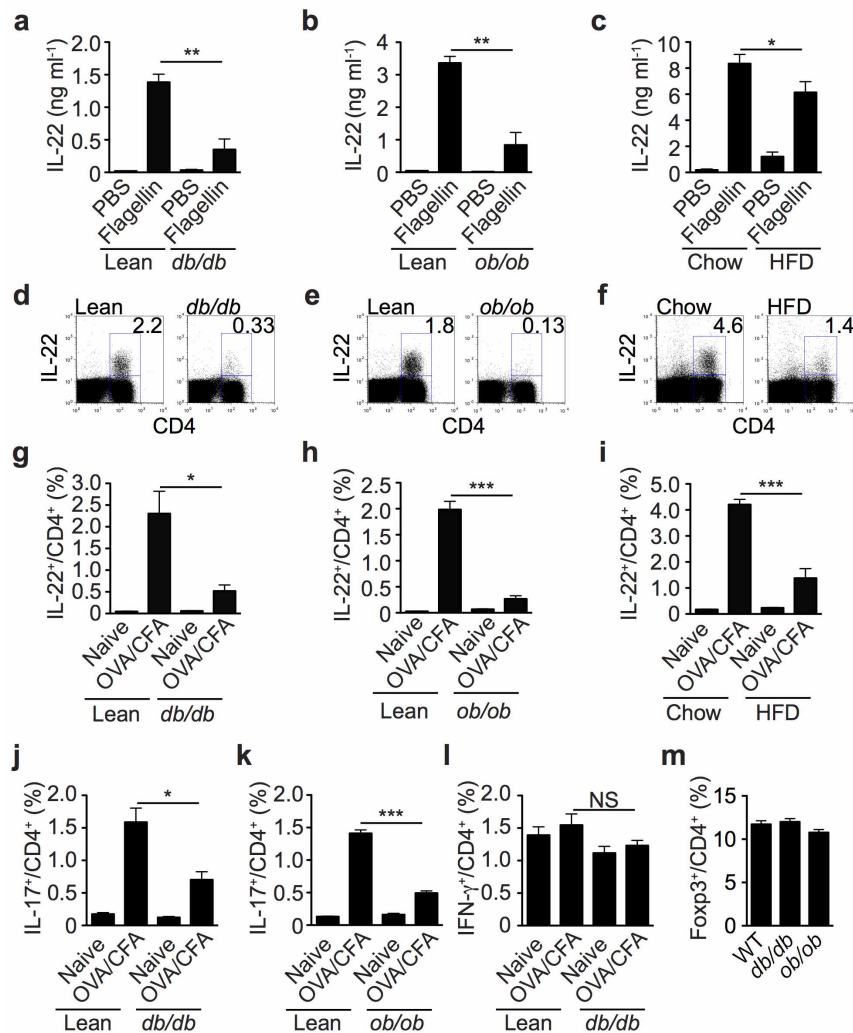 a
IL-22 (ng ml⁻¹)
2.0
1.5
1.0
0.5
0
**
PBS
Flagellin
PBS
Flagellin
Lean
db/db
b
IL-22 (ng ml⁻¹)
4
3
2
1
0
**
PBS
Flagellin
PBS
Flagellin
Lean
ob/ob
c
IL-22 (ng ml⁻¹)
10
8
6
4
2
0
*
PBS
Flagellin
PBS
Flagellin
Chow
HFD
d
Lean
db/db
2.2
0.33
IL-22
CD4
e
Lean
ob/ob
1.8
0.13
IL-22
CD4
f
Chow
HFD
4.6
1.4
IL-22
CD4
g
IL-22⁺/CD4⁺ (%)
3.0
2.5
2.0
1.5
1.0
0.5
0
*
Naive
OVA/CFA
Naive
OVA/CFA
Lean
db/db
h
IL-22⁺/CD4⁺ (%)
2.5
2.0
1.5
1.0
0.5
0
***
Naive
OVA/CFA
Naive
OVA/CFA
Lean
ob/ob
i
IL-22⁺/CD4⁺ (%)
5.0
4.0
3.0
2.0
1.0
0
***
Naive
OVA/CFA
Naive
OVA/CFA
Chow
HFD
j
IL-17⁺/CD4⁺ (%)
2.0
1.5
1.0
0.5
0
*
Naive
OVA/CFA
Naive
OVA/CFA
Lean
db/db
k
IL-17⁺/CD4⁺ (%)
2.0
1.5
1.0
0.5
0
***
Naive
OVA/CFA
Naive
OVA/CFA
Lean
ob/ob
l
IFN-γ⁺/CD4⁺ (%)
2.0
1.5
1.0
0.5
0
NS
Naive
OVA/CFA
Naive
OVA/CFA
Lean
db/db
m
Foxp3⁺/CD4⁺ (%)
15
10
5
0
WT
db/db
ob/ob